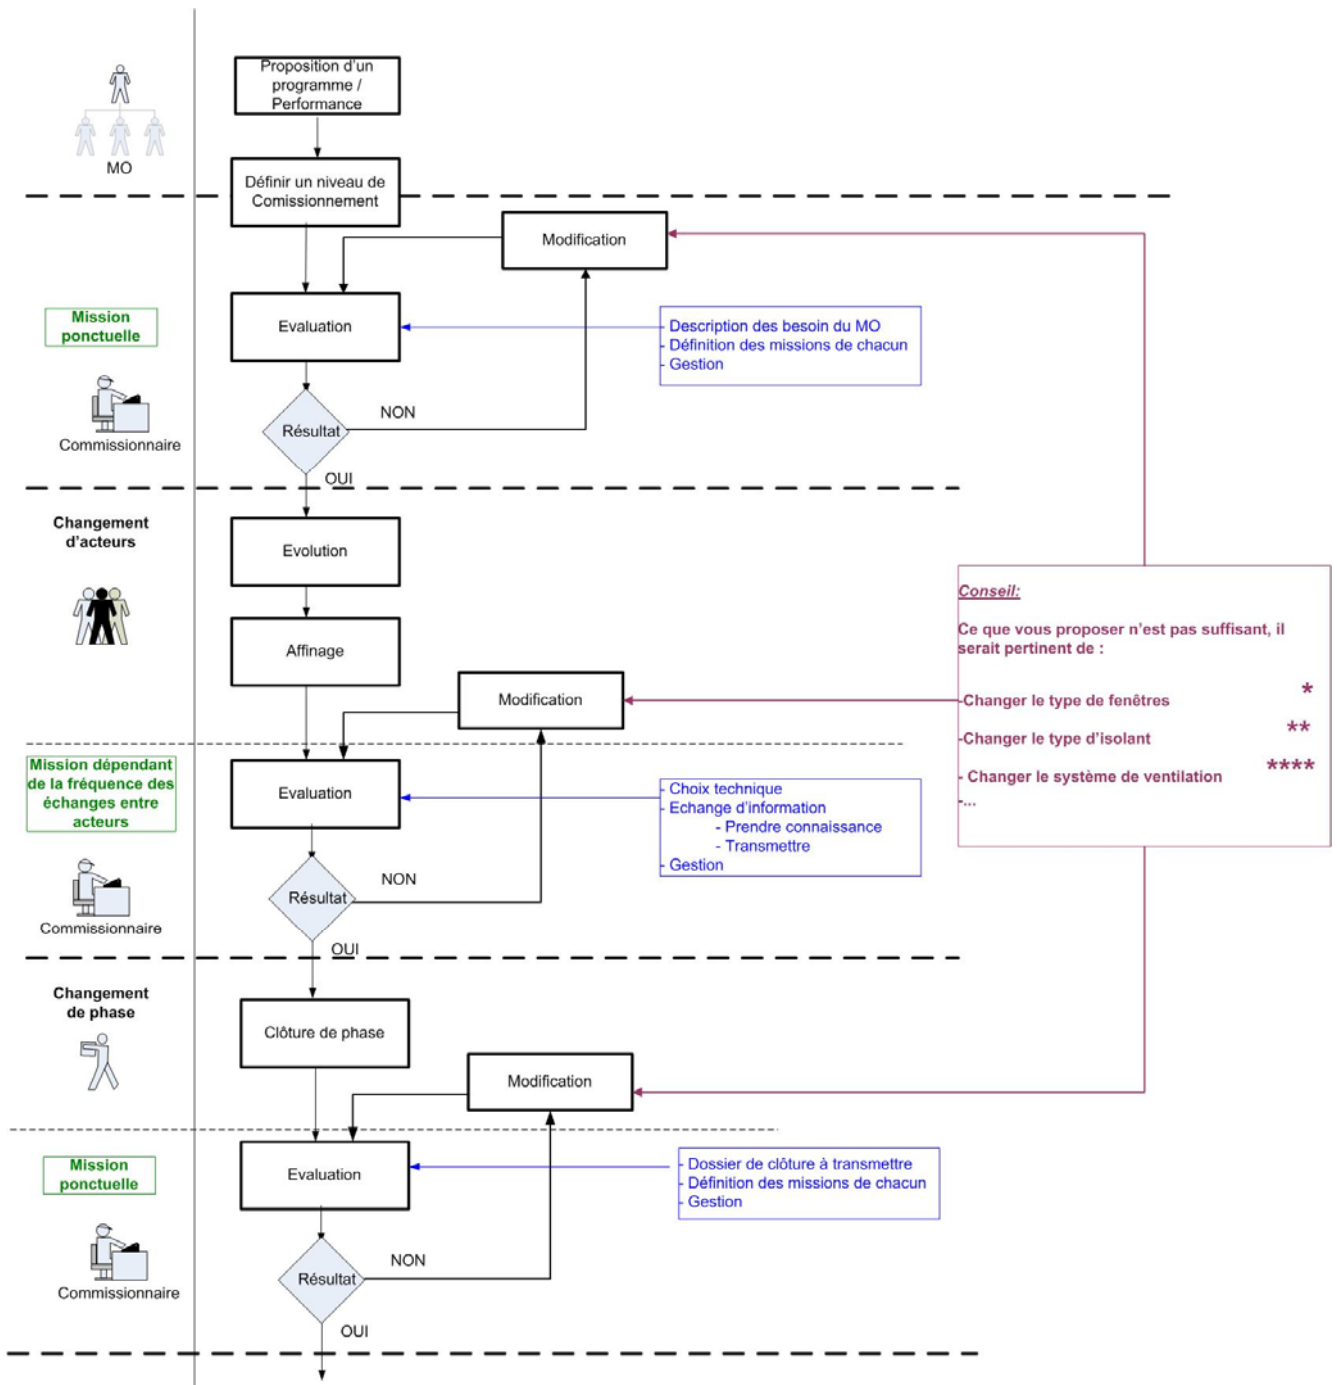 Proposition d'un
programme /
Performance
MO
Définir un niveau de
Comissionnement
Modification
Mission
ponctuelle
Evaluation
- Description des besoin du MO
- Définition des missions de chacun
- Gestion
NON
Résultat
Commissionnaire
OUI
Changement
d'acteurs
Evolution
Conseil:
Ce que vous proposer n'est pas suffisant, il
serait pertinent de :
-Changer le type de fenêtres *
-Changer le type d'isolant **
- Changer le système de ventilation ****
-...
Affinage
Modification
Mission dépendant
de la fréquence des
échanges entre
acteurs
Evaluation
- Choix technique
- Echange d'information
- Prendre connaissance
- Transmettre
- Gestion
NON
Résultat
Commissionnaire
OUI
Changement
de phase
Clôture de phase
Modification
Mission
ponctuelle
Evaluation
- Dossier de clôture à transmettre
- Définition des missions de chacun
- Gestion
NON
Résultat
Commissionnaire
OUI